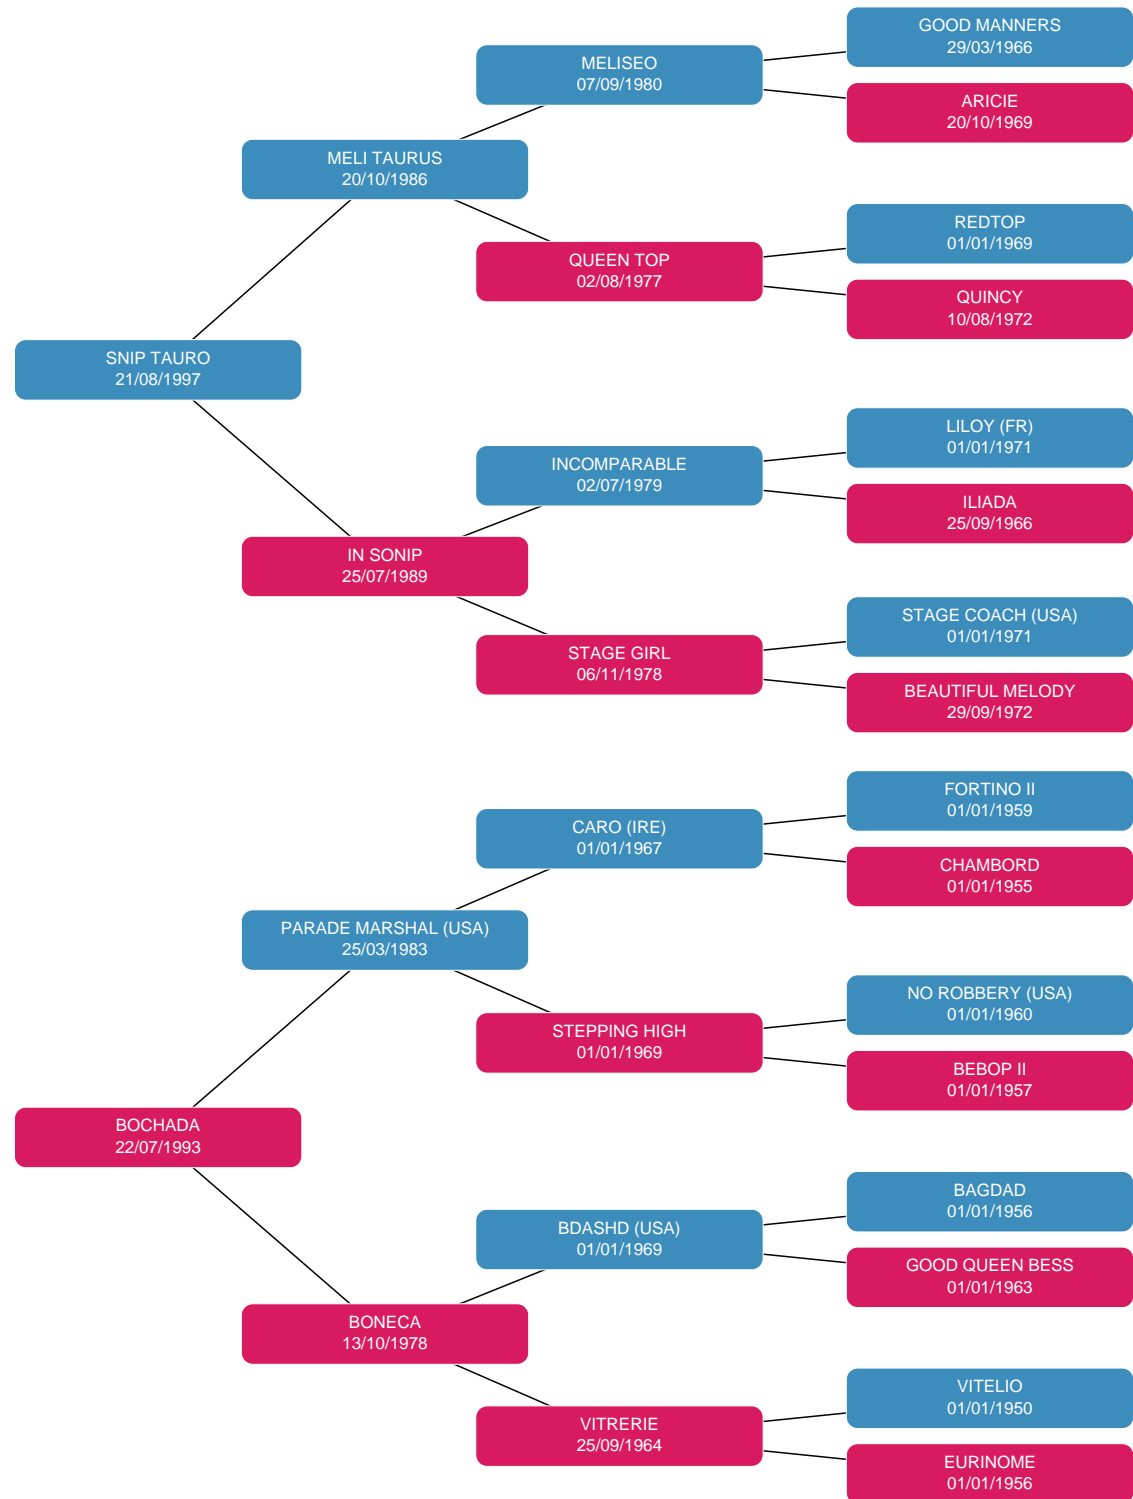 GOOD MANNERS
29/03/1966
MELISEO
07/09/1980
ARICIE
20/10/1969
MELI TAURUS
20/10/1986
REDTOP
01/01/1969
QUEEN TOP
02/08/1977
QUINCY
10/08/1972
SNIP TAURO
21/08/1997
LILOY (FR)
01/01/1971
INCOMPARABLE
02/07/1979
ILIADA
25/09/1966
IN SONIP
25/07/1989
STAGE COACH (USA)
01/01/1971
STAGE GIRL
06/11/1978
BEAUTIFUL MELODY
29/09/1972
FORTINO II
01/01/1959
CARO (IRE)
01/01/1967
CHAMBORD
01/01/1955
PARADE MARSHAL (USA)
25/03/1983
NO ROBBERY (USA)
01/01/1960
STEPPING HIGH
01/01/1969
BEBOP II
01/01/1957
BOCHADA
22/07/1993
BAGDAD
01/01/1956
BDASHD (USA)
01/01/1969
GOOD QUEEN BESS
01/01/1963
BONECA
13/10/1978
VITELIO
01/01/1950
VITRERIE
25/09/1964
EURINOME
01/01/1956